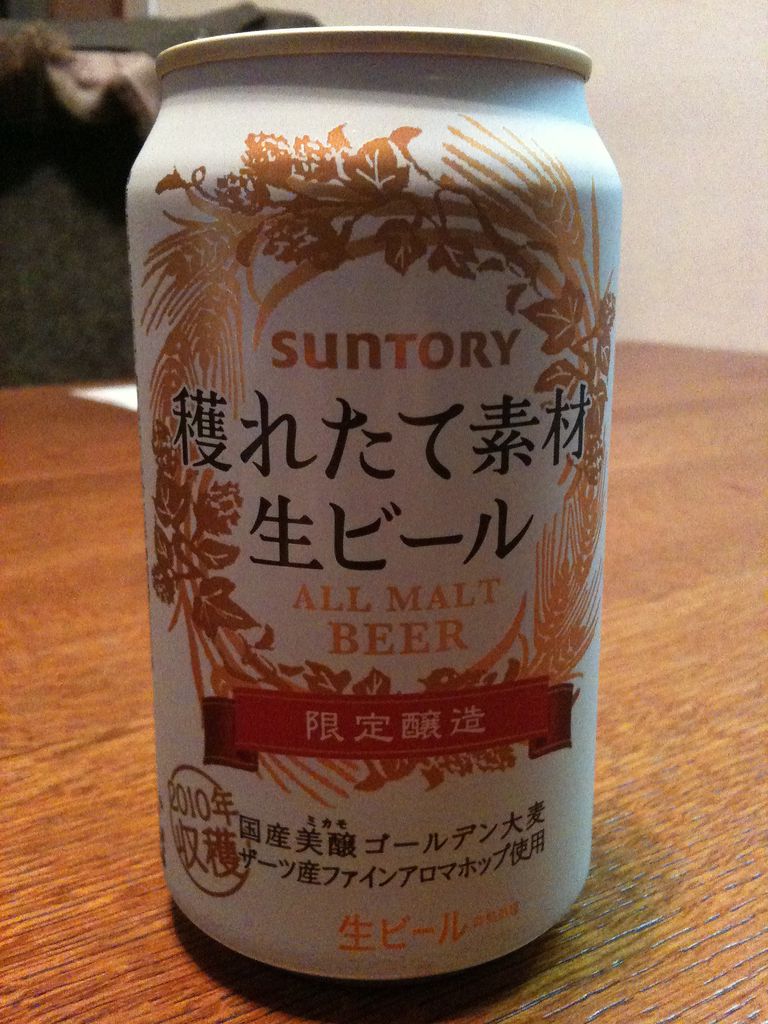 SUNTORY
穫れたて素材
生ビール
ALL MALT
BEER
限定醸造
2010年
収穫
ミカモ
国産美醸ゴールデン大麦
ザーツ産ファインアロマホップ使用
生ビール